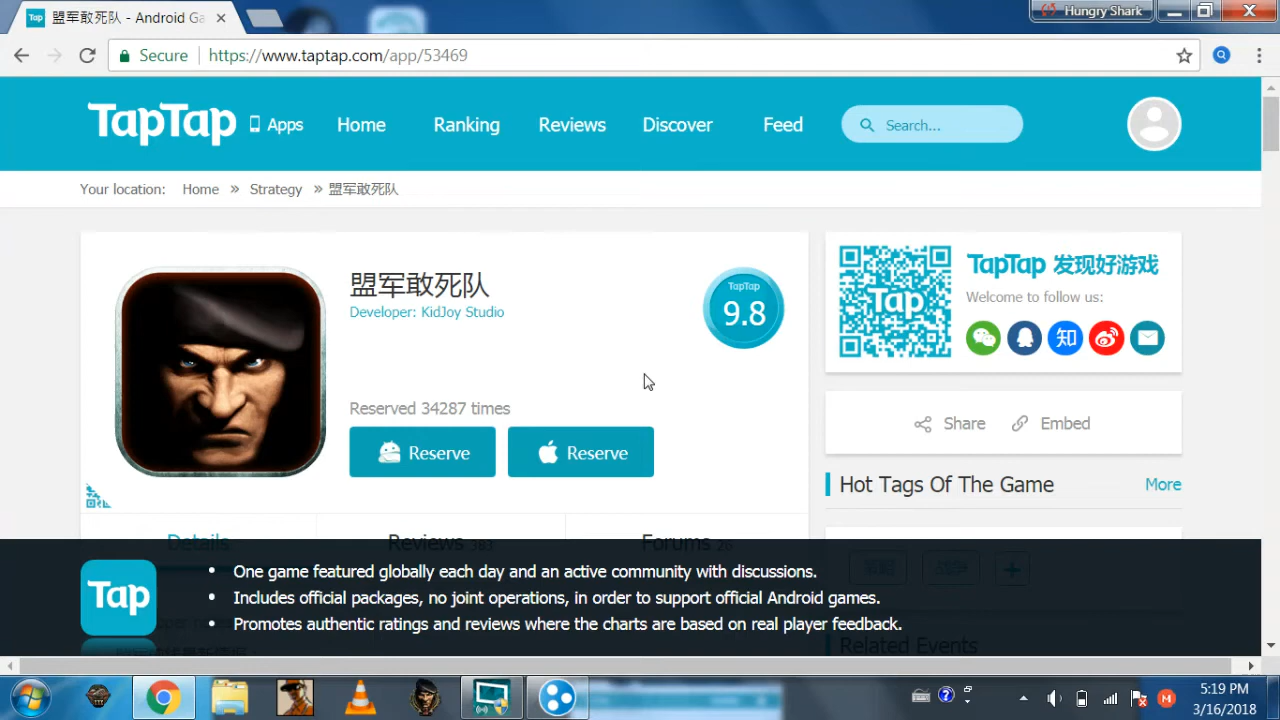 盟军敢死队 - Android Ga
Hungry Shark
Secure
https://www.taptap.com/app/53469
TapTap
Apps
Home
Ranking
Reviews
Discover
Feed
Search...
Your location: Home » Strategy » 盟军敢死队
盟军敢死队
Developer: KidJoy Studio
TapTap
9.8
Reserved 34287 times
Reserve
Reserve
Tap
TapTap 发现好游戏
Welcome to follow us:
知
Share
Embed
Hot Tags Of The Game
More
Details
Reviews 383
Forums
Tap
• One game featured globally each day and an active community with discussions.
• Includes official packages, no joint operations, in order to support official Android games.
• Promotes authentic ratings and reviews where the charts are based on real player feedback.
Related Events
5:19 PM
3/16/2018